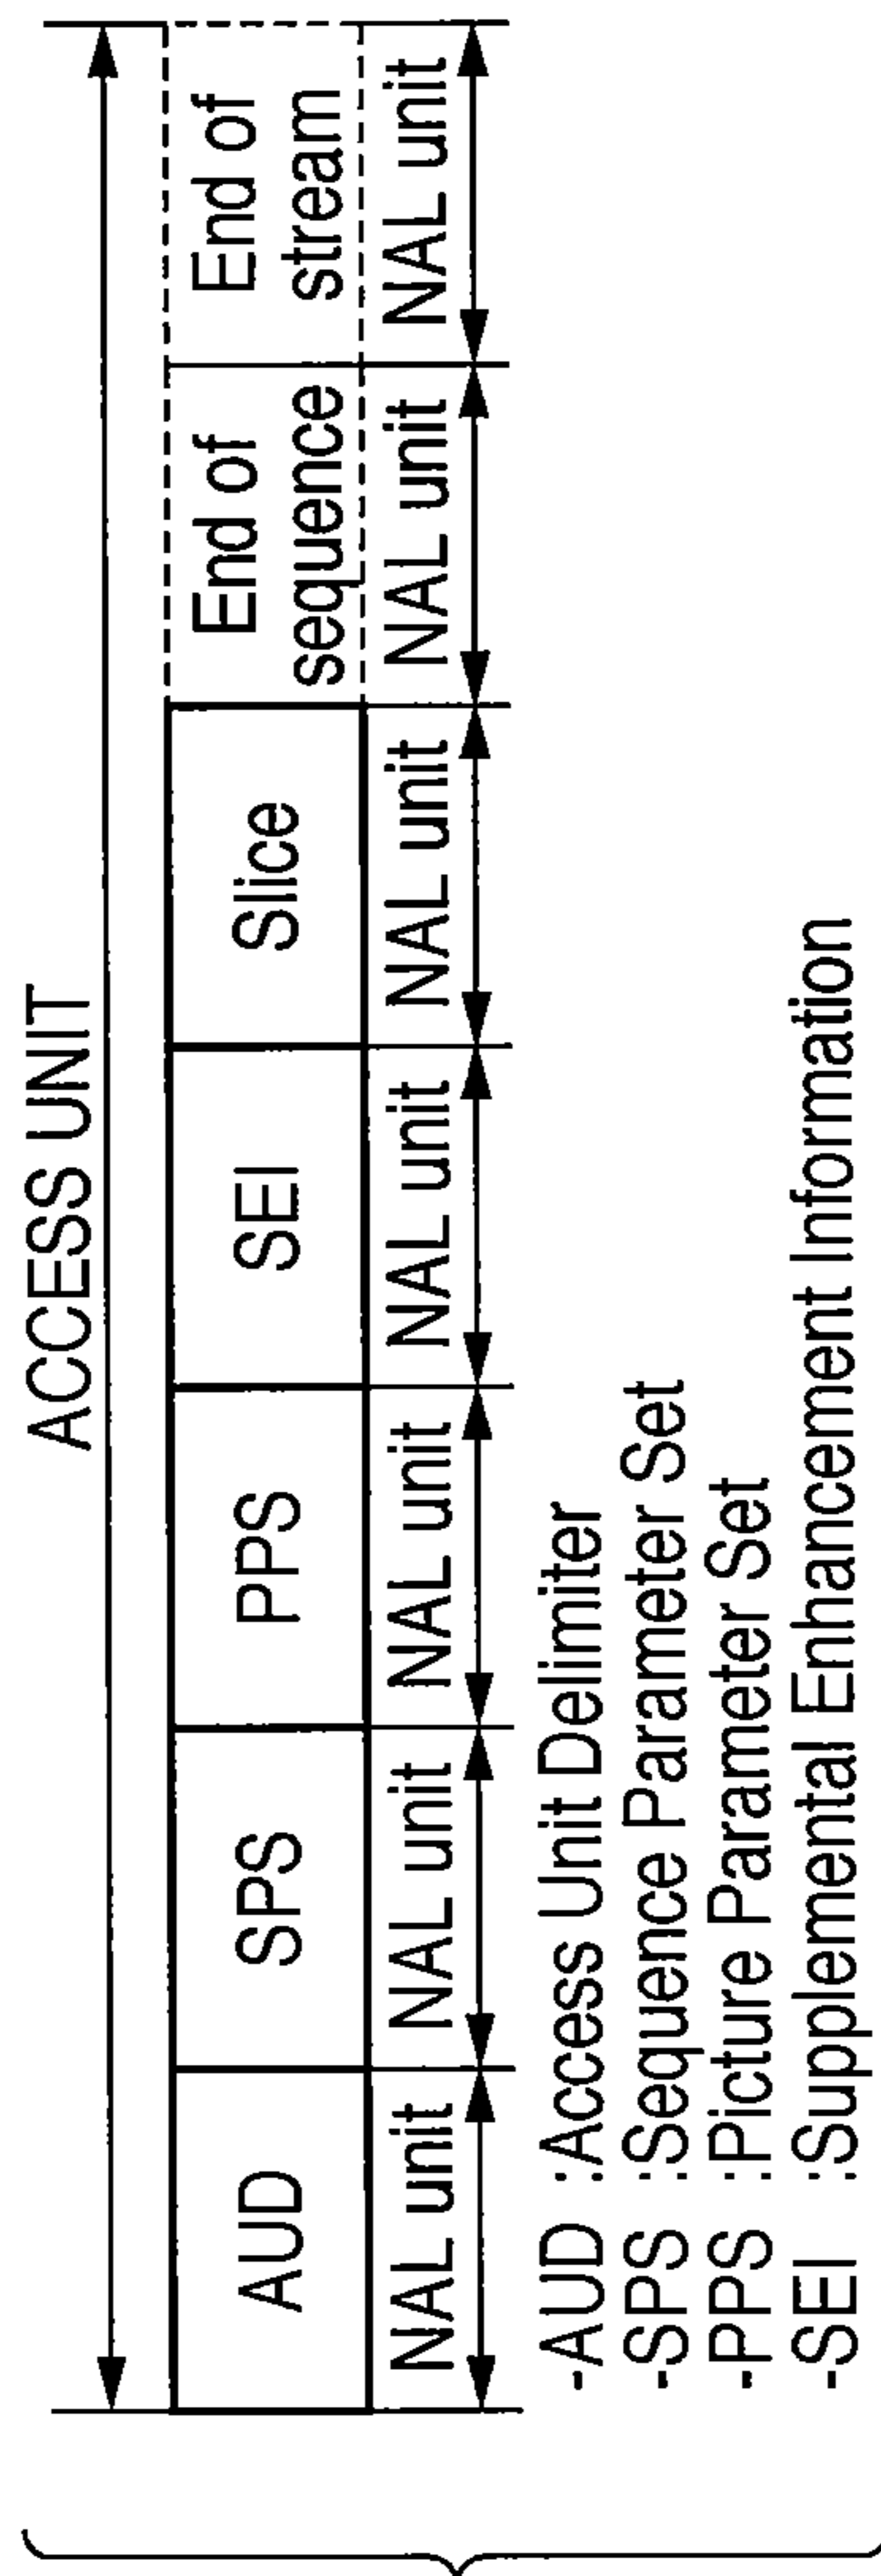 ACCESS UNIT
AUD SPS PPS SEI Slice End of sequence End of stream
NAL unit NAL unit NAL unit NAL unit NAL unit NAL unit NAL unit
-AUD :Access Unit Delimiter
-SPS :Sequence Parameter Set
-PPS :Picture Parameter Set
-SEI :Supplemental Enhancement Information